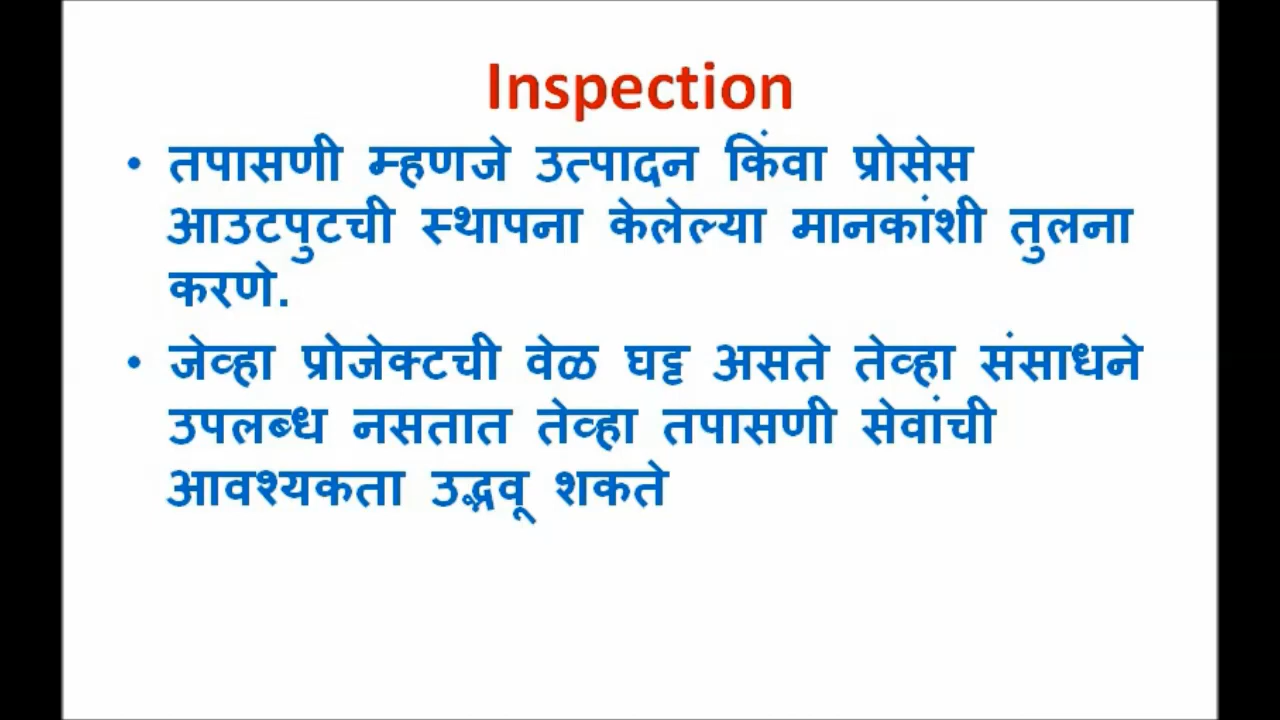 Inspection
• तपासणी म्हणजे उत्पादन किंवा प्रोसेस
आउटपुटची स्थापना केलेल्या मानकांशी तुलना
करणे.
• जेव्हा प्रोजेक्टची वेळ घट्ट असते तेव्हा संसाधने
उपलब्ध नसतात तेव्हा तपासणी सेवांची
आवश्यकता उद्भवू शकते